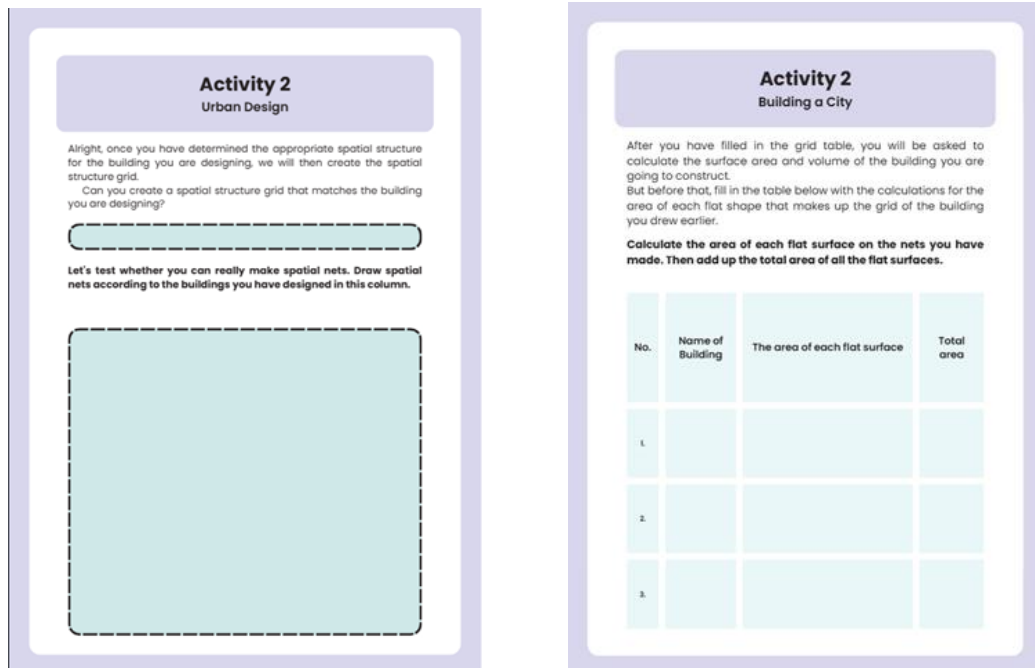 Activity 2
Urban Design
Alright, once you have determined the appropriate spatial structure
for the building you are designing, we will then create the spatial
structure grid.
Can you create a spatial structure grid that matches the building
you are designing?
Let's test whether you can really make spatial nets. Draw spatial
nets according to the buildings you have designed in this column.
Activity 2
Building a City
After you have filled in the grid table, you will be asked to
calculate the surface area and volume of the building you are
going to construct.
But before that, fill in the table below with the calculations for the
area of each flat shape that makes up the grid of the building
you drew earlier.
Calculate the area of each flat surface on the nets you have
made. Then add up the total area of all the flat surfaces.
No.
Name of
Building
The area of each flat surface
Total
area
1.
2.
3.